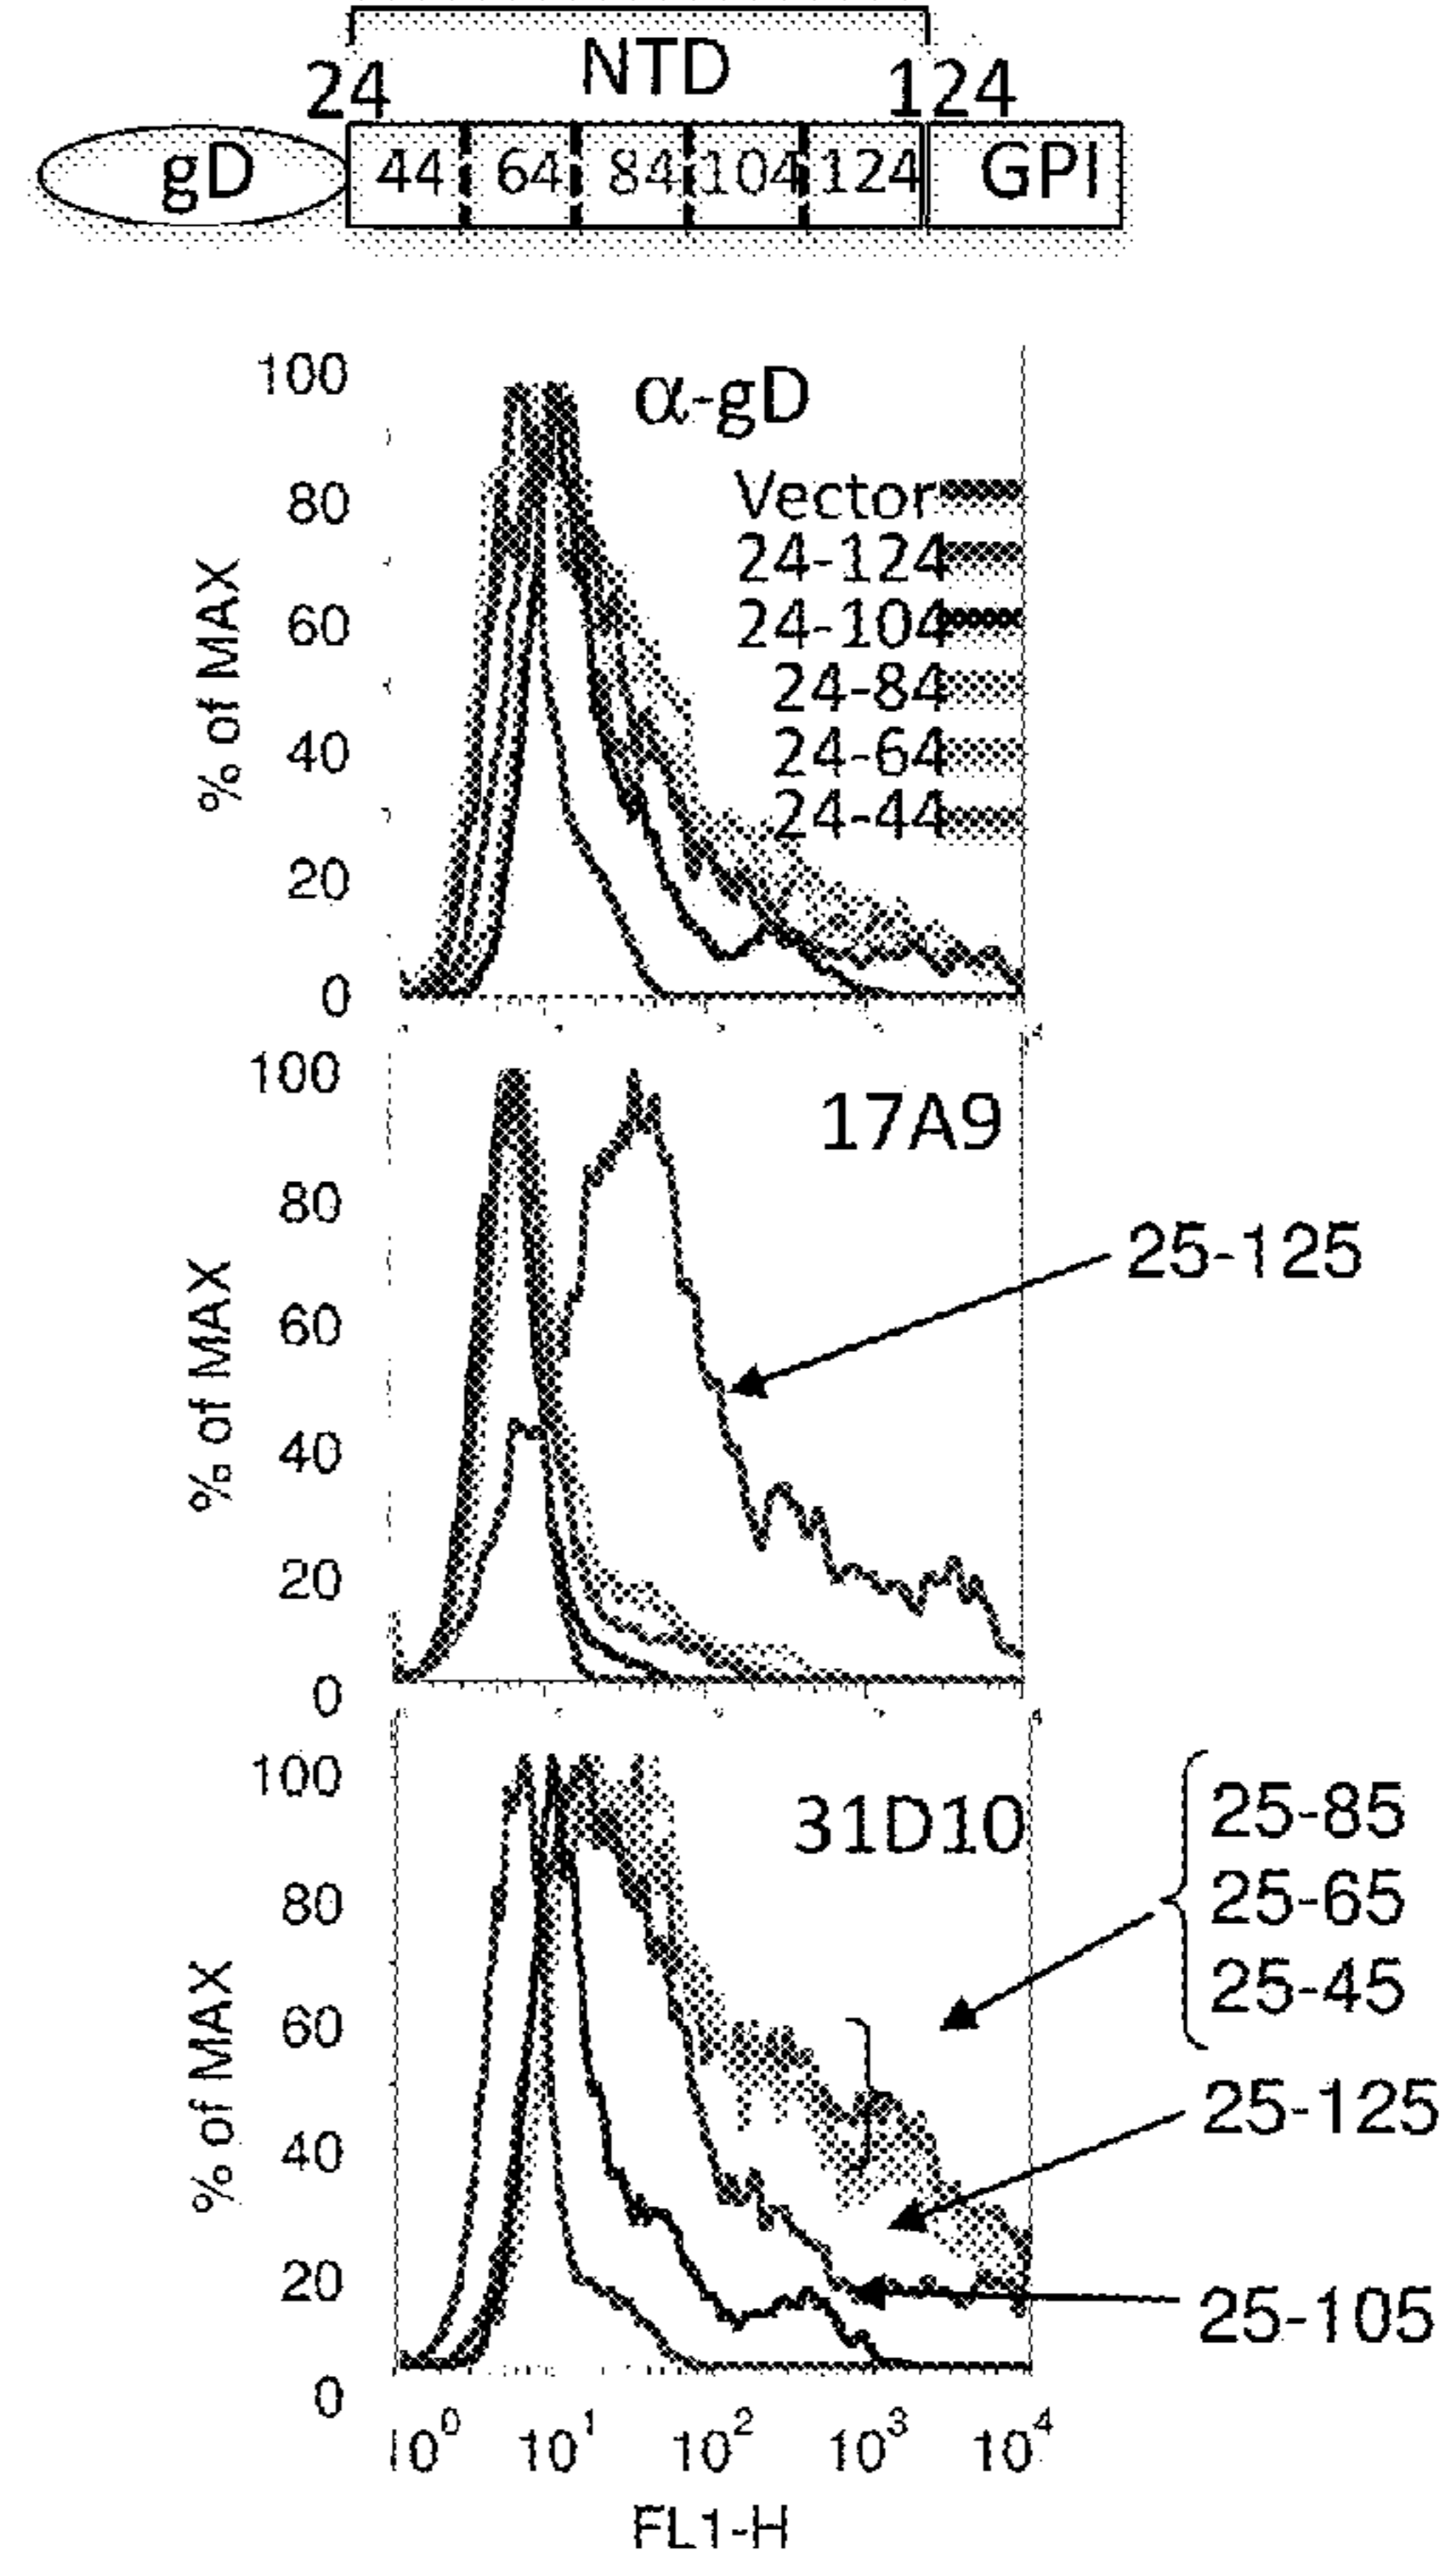 NTD
24 124
gD 44 64 84 104 124 GPI
α-gD
Vector
24-124
24-104
24-84
24-64
24-44
% of MAX
100
80
60
40
20
0
17A9
25-125
% of MAX
100
80
60
40
20
0
31D10
25-85
25-65
25-45
25-125
25-105
% of MAX
100
80
60
40
20
0
10⁰ 10¹ 10² 10³ 10⁴
FL1-H